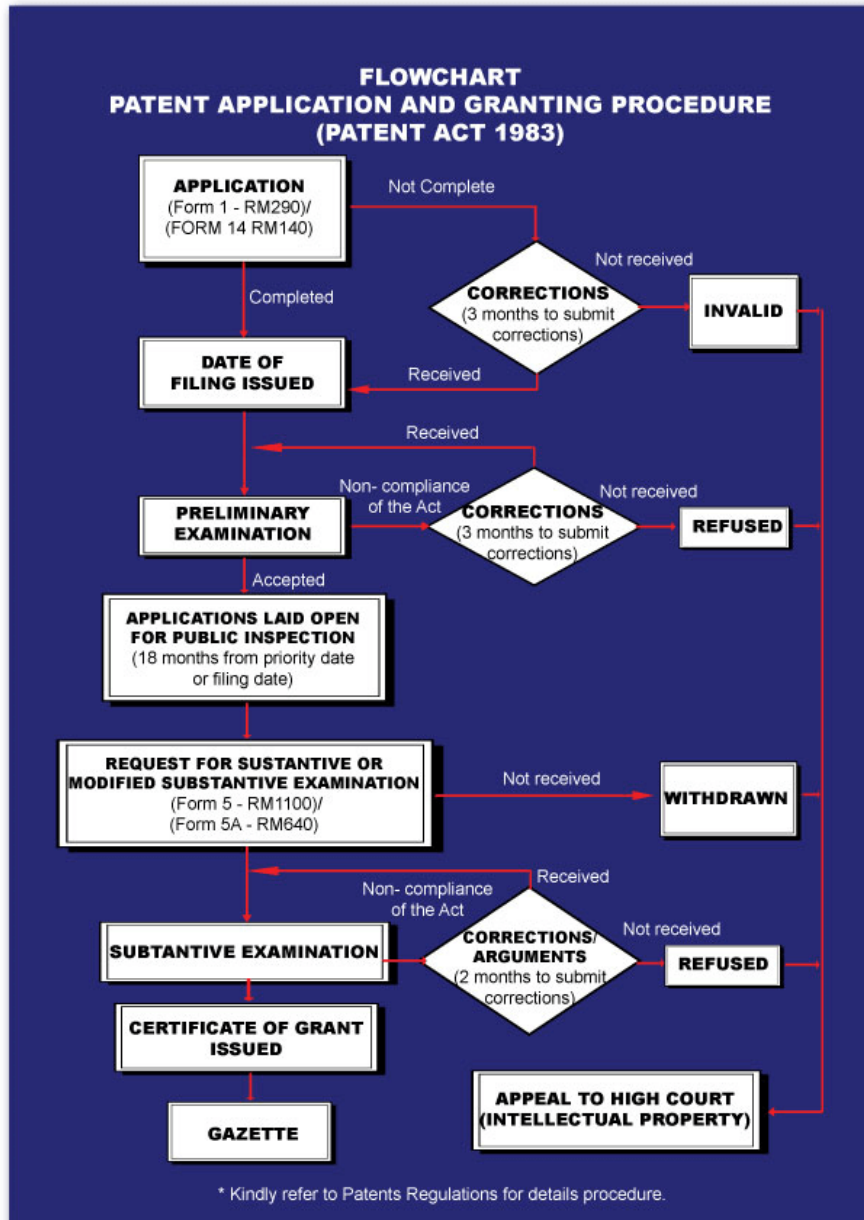 FLOWCHART
PATENT APPLICATION AND GRANTING PROCEDURE
(PATENT ACT 1983)
APPLICATION
(Form 1 - RM290)/
(FORM 14 RM140)
Not Complete
Completed
CORRECTIONS
(3 months to submit
corrections)
Not received
INVALID
Received
DATE OF
FILING ISSUED
Received
PRELIMINARY
EXAMINATION
Non- compliance
of the Act
CORRECTIONS
(3 months to submit
corrections)
Not received
REFUSED
Accepted
APPLICATIONS LAID OPEN
FOR PUBLIC INSPECTION
(18 months from priority date
or filing date)
REQUEST FOR SUSTANTIVE OR
MODIFIED SUBSTANTIVE EXAMINATION
(Form 5 - RM1100)/
(Form 5A - RM640)
Not received
WITHDRAWN
Received
Non- compliance
of the Act
SUBTANTIVE EXAMINATION
CORRECTIONS/
ARGUMENTS
(2 months to submit
corrections)
Not received
REFUSED
CERTIFICATE OF GRANT
ISSUED
GAZETTE
APPEAL TO HIGH COURT
(INTELLECTUAL PROPERTY)
* Kindly refer to Patents Regulations for details procedure.